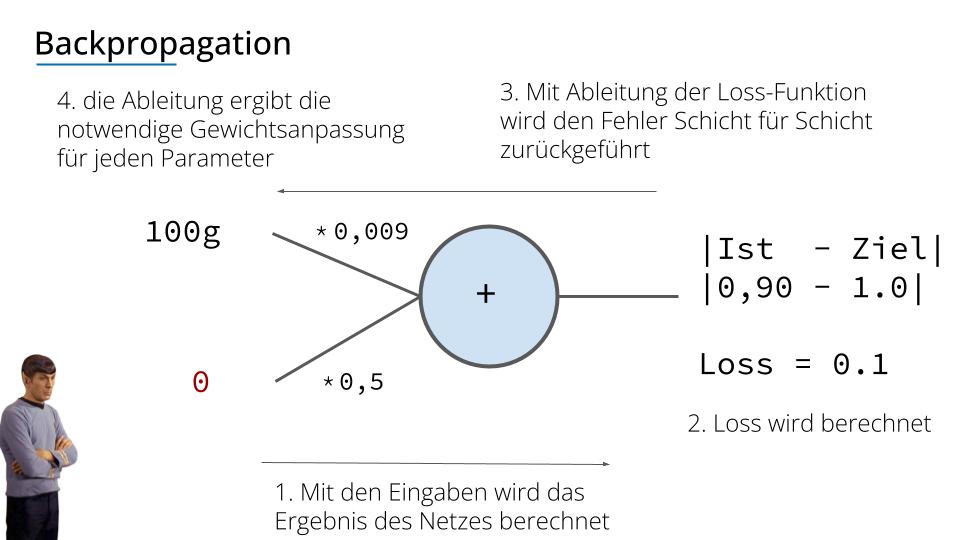 Backpropagation
4. die Ableitung ergibt die
notwendige Gewichtsanpassung
für jeden Parameter
3. Mit Ableitung der Loss-Funktion
wird den Fehler Schicht für Schicht
zurückgeführt
100g
* 0,009
+
|Ist - Ziel|
|0,90 - 1.0|
Loss = 0.1
0
* 0,5
2. Loss wird berechnet
1. Mit den Eingaben wird das
Ergebnis des Netzes berechnet